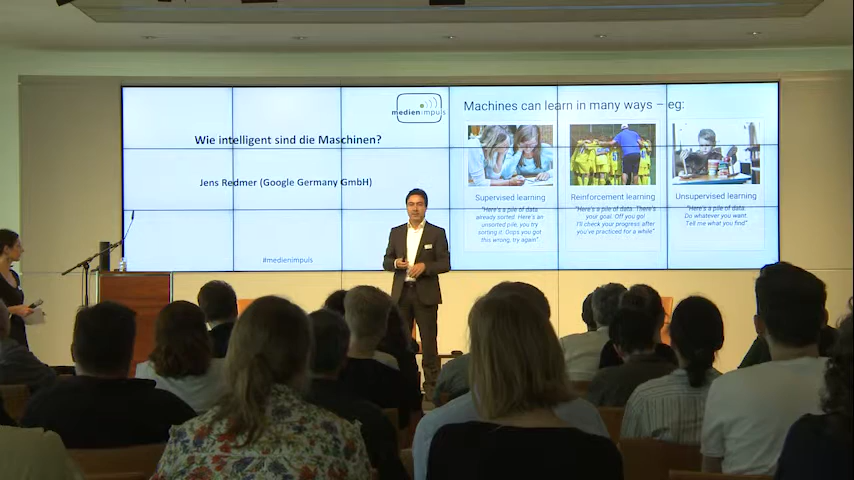 medienimpuls
Wie intelligent sind die Maschinen?
Jens Redmer (Google Germany GmbH)
#medienimpuls
Machines can learn in many ways – eg:
Supervised learning
"Here's a pile of data
already sorted. Here's an
unsorted pile, you try
sorting it. Oops you got
this wrong, try again"
Reinforcement learning
"Here's a pile of data. There's
your goal. Off you go!
I'll check your progress after
you've practiced for a while"
Unsupervised learning
"Here's a pile of data.
Do whatever you want.
Tell me what you find"